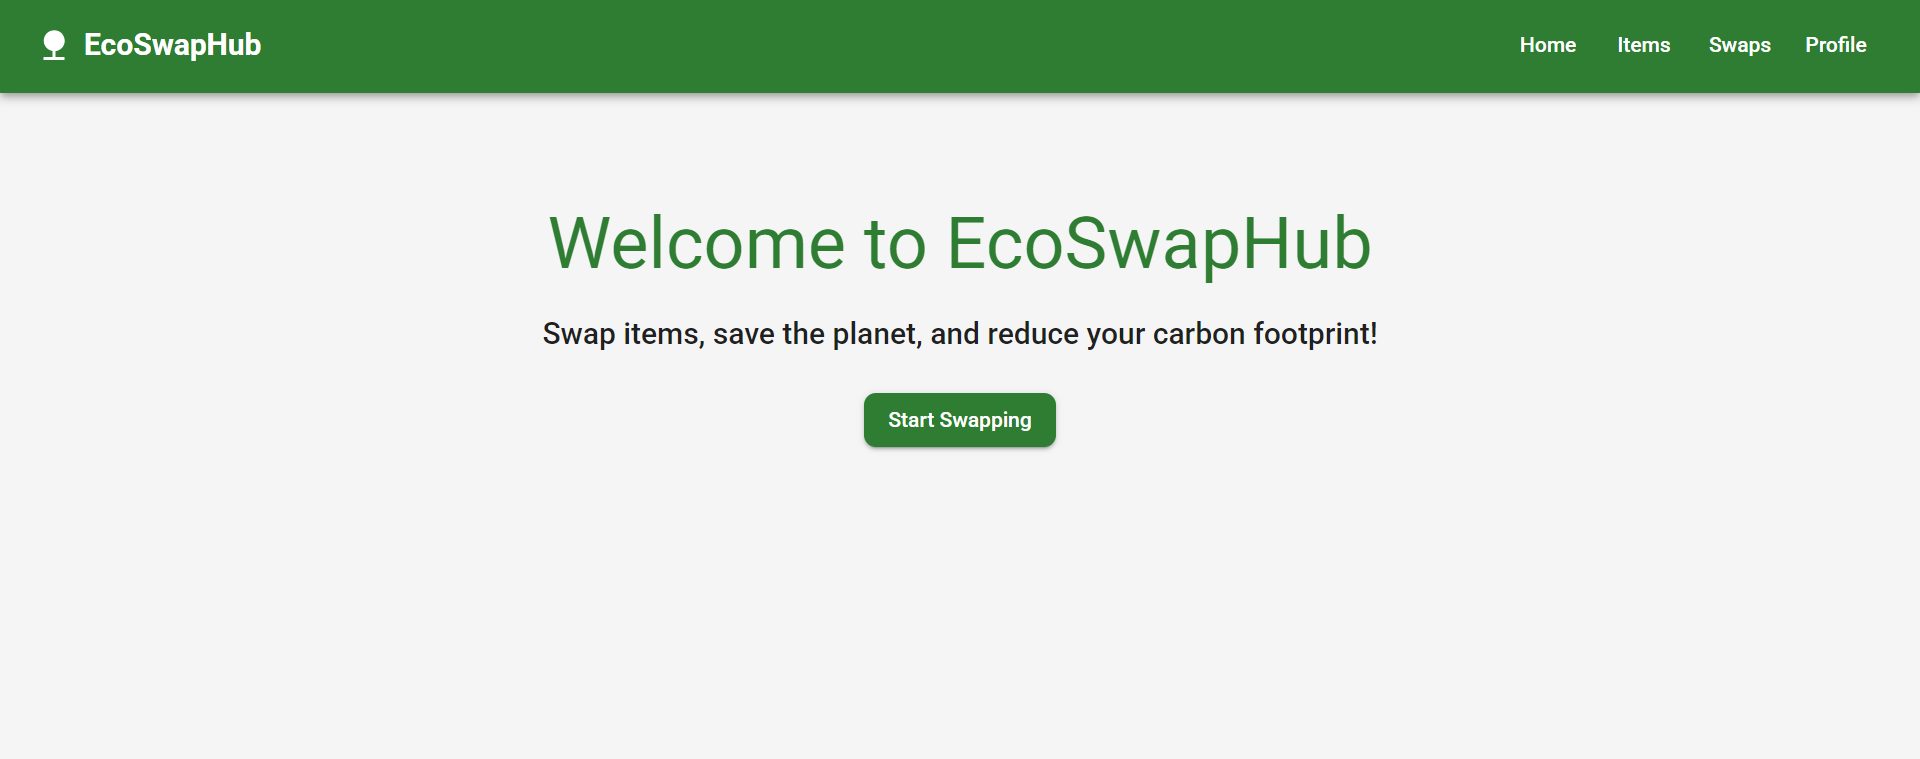 EcoSwapHub
Home Items Swaps Profile
Welcome to EcoSwapHub
Swap items, save the planet, and reduce your carbon footprint!
Start Swapping